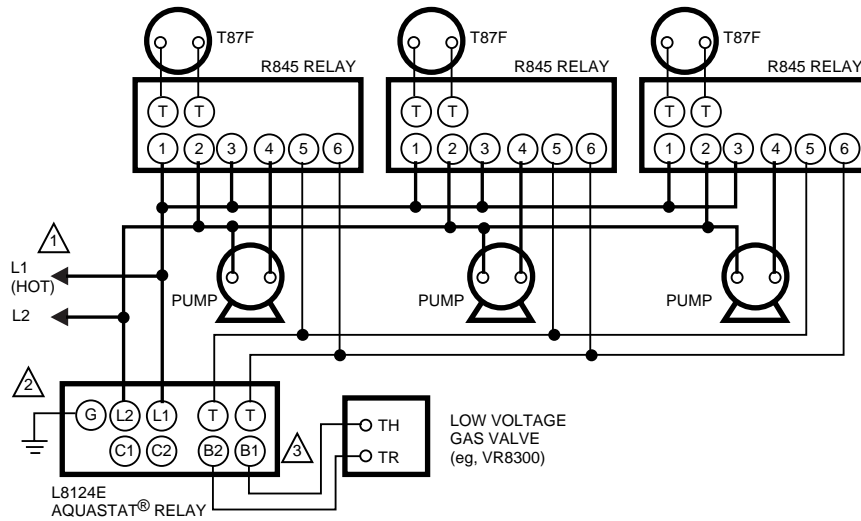 T87F T87F T87F
R845 RELAY R845 RELAY R845 RELAY
T T T T T T
1 2 3 4 5 6 1 2 3 4 5 6 1 2 3 4 5 6
1
L1
(HOT)
L2
PUMP PUMP PUMP
2
G L2 L1 T T
C1 C2 B2 B1
3
TH
TR
LOW VOLTAGE
GAS VALVE
(eg, VR8300)
L8124E
AQUASTAT® RELAY